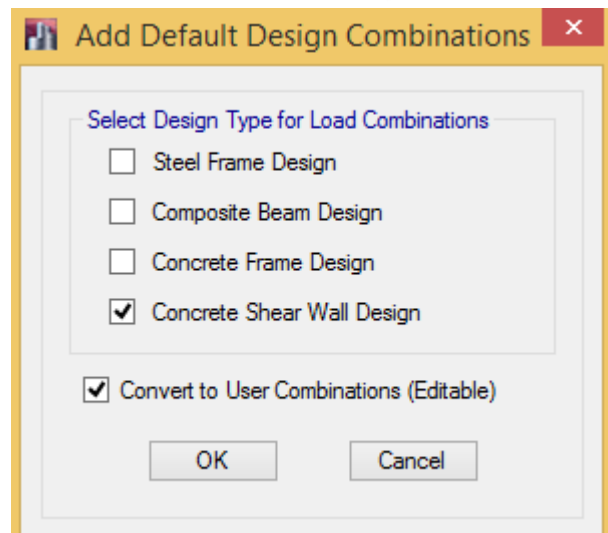 Add Default Design Combinations
Select Design Type for Load Combinations
Steel Frame Design
Composite Beam Design
Concrete Frame Design
Concrete Shear Wall Design
Convert to User Combinations (Editable)
OK Cancel